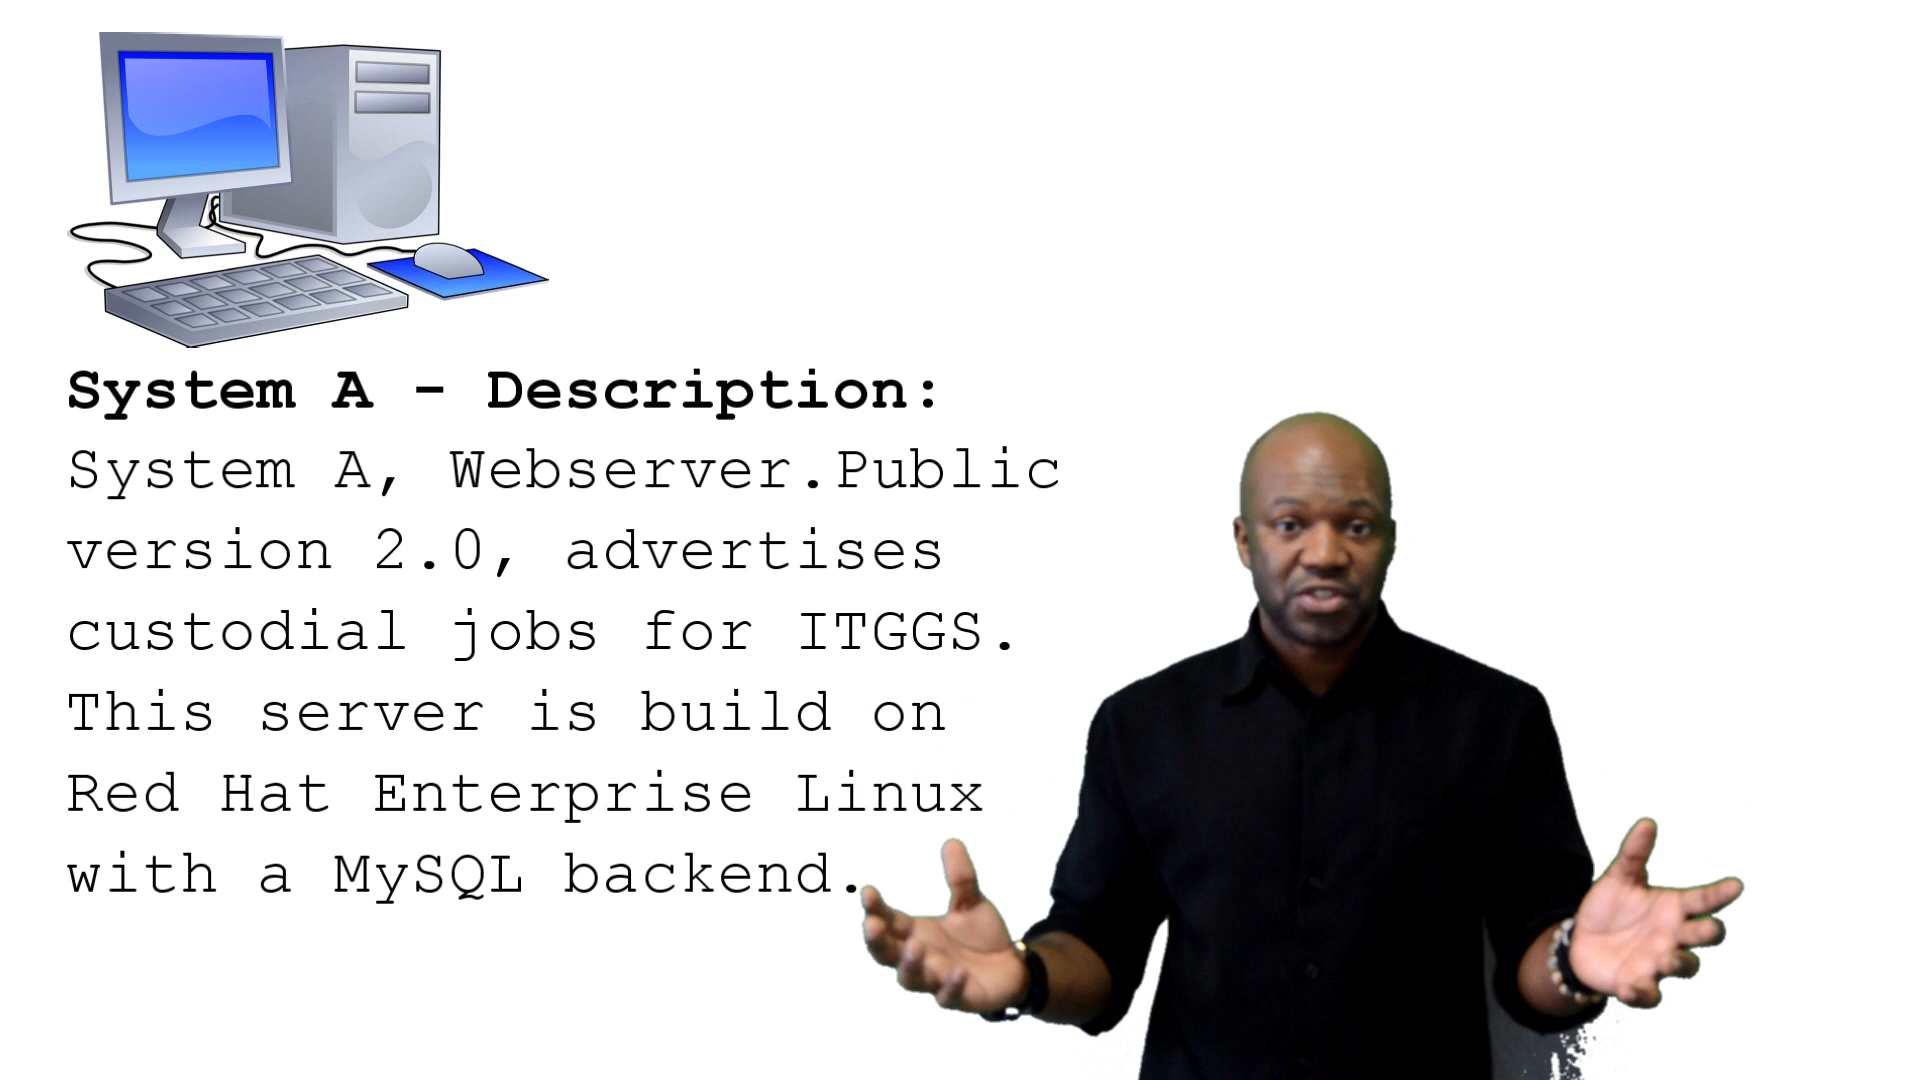 System A - Description:
System A, Webserver.Public
version 2.0, advertises
custodial jobs for ITGGS.
This server is build on
Red Hat Enterprise Linux
with a MySQL backend.